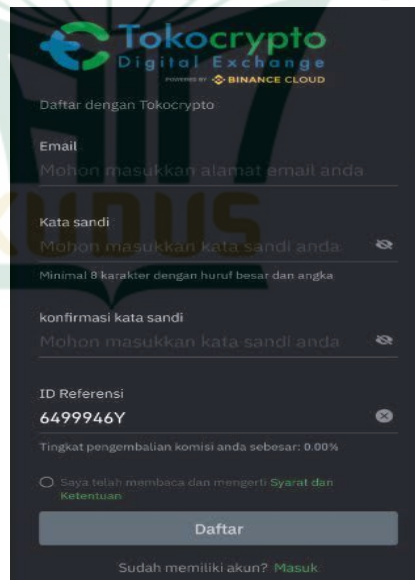 Tokocrypto
Digital Exchange
POWERED BY BINANCE CLOUD
Daftar dengan Tokocrypto
Email
Mohon masukkan alamat email anda
Kata sandi
Mohon masukkan kata sandi anda
Minimal 8 karakter dengan huruf besar dan angka
konfirmasi kata sandi
Mohon masukkan kata sandi anda
ID Referensi
6499946Y
Tingkat pengembalian komisi anda sebesar: 0.00%
Saya telah membaca dan mengerti Syarat dan
Ketentuan
Daftar
Sudah memiliki akun? Masuk